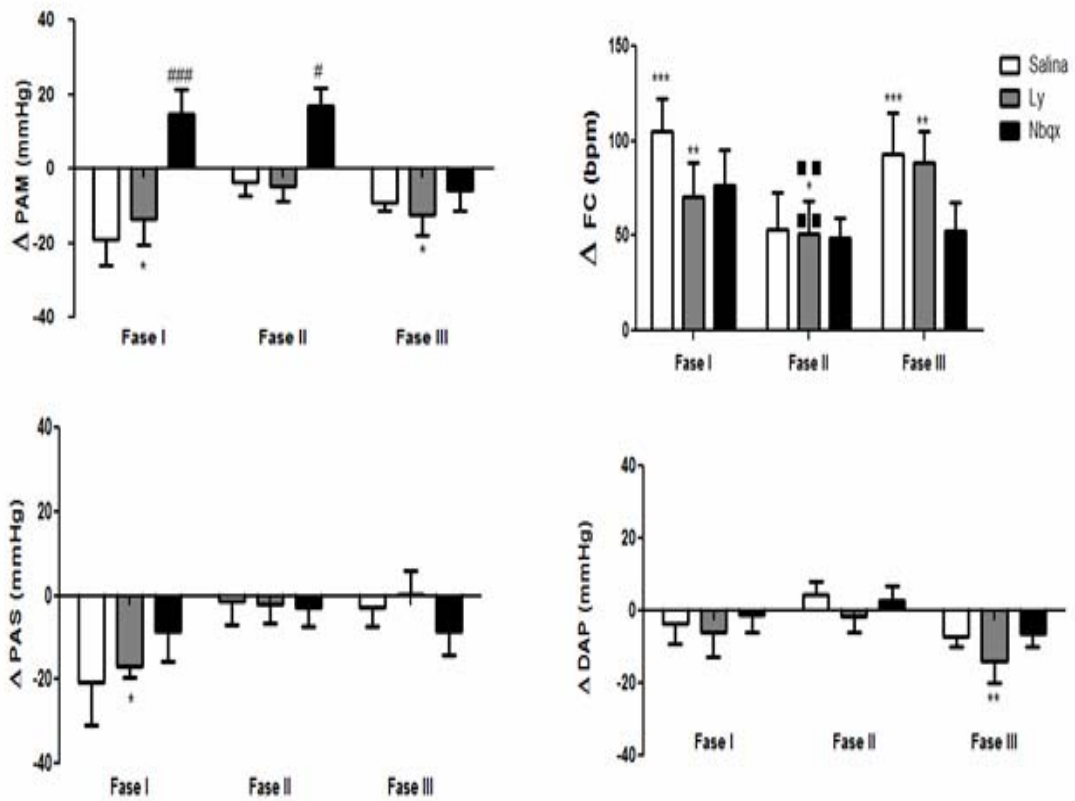 40
20
0
-20
-40
Δ PAM (mmHg)
###
#
*
*
Fase I
Fase II
Fase III
150
100
50
0
Δ FC (bpm)
***
**
*
***
**
Fase I
Fase II
Fase III
Salina
Ly
Nbqx
40
20
0
-20
-40
Δ PAS (mmHg)
*
Fase I
Fase II
Fase III
40
20
0
-20
-40
Δ DAP (mmHg)
**
Fase I
Fase II
Fase III